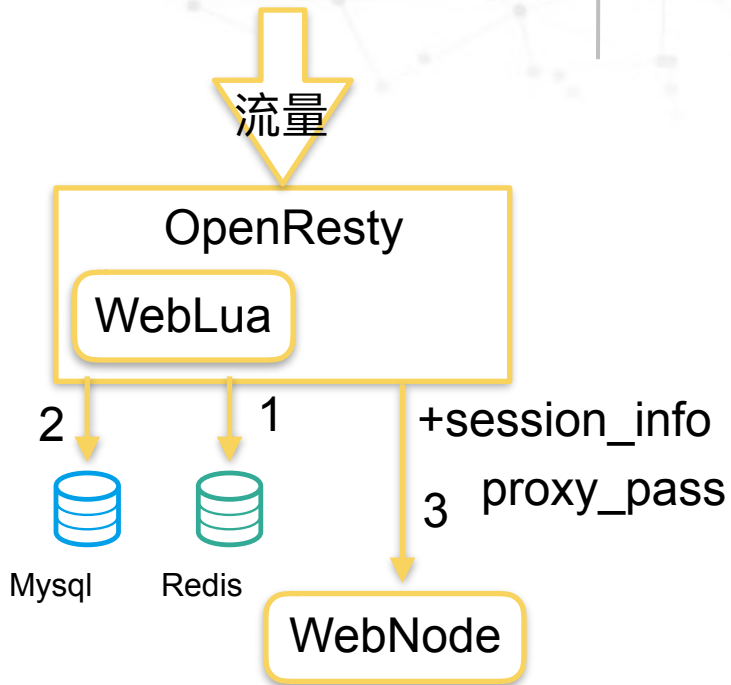 流量
OpenResty
WebLua
2
1
+session_info
3
proxy_pass
Mysql
Redis
WebNode